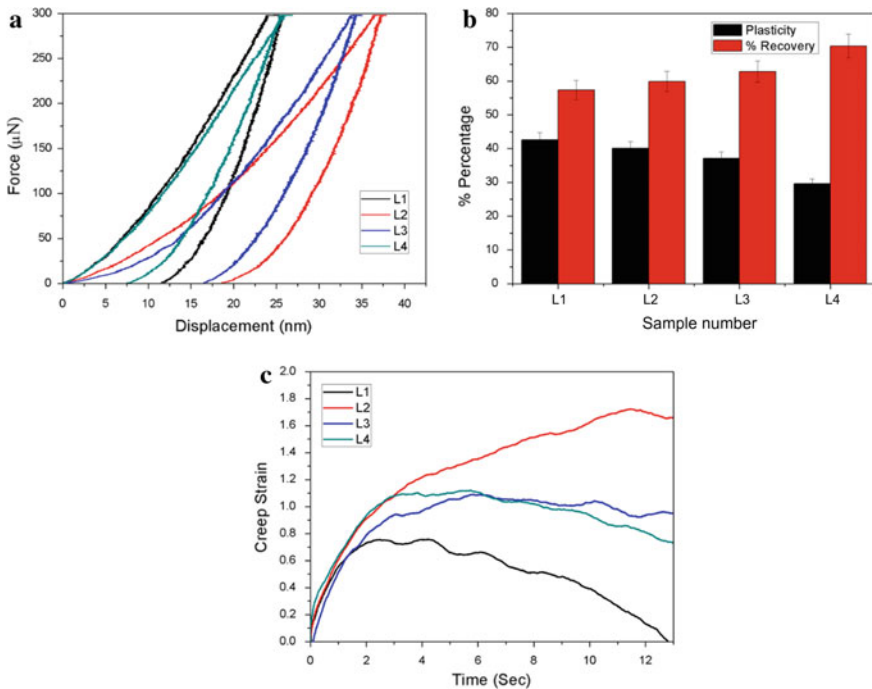 a
300
250
200
150
100
50
0
Force (µN)
L1
L2
L3
L4
0 5 10 15 20 25 30 35 40
Displacement (nm)
b
80
70
60
50
40
30
20
10
0
% Percentage
Plasticity
% Recovery
L1 L2 L3 L4
Sample number
c
2.0
1.8
1.6
1.4
1.2
1.0
0.8
0.6
0.4
0.2
0.0
Creep Strain
L1
L2
L3
L4
0 2 4 6 8 10 12
Time (Sec)